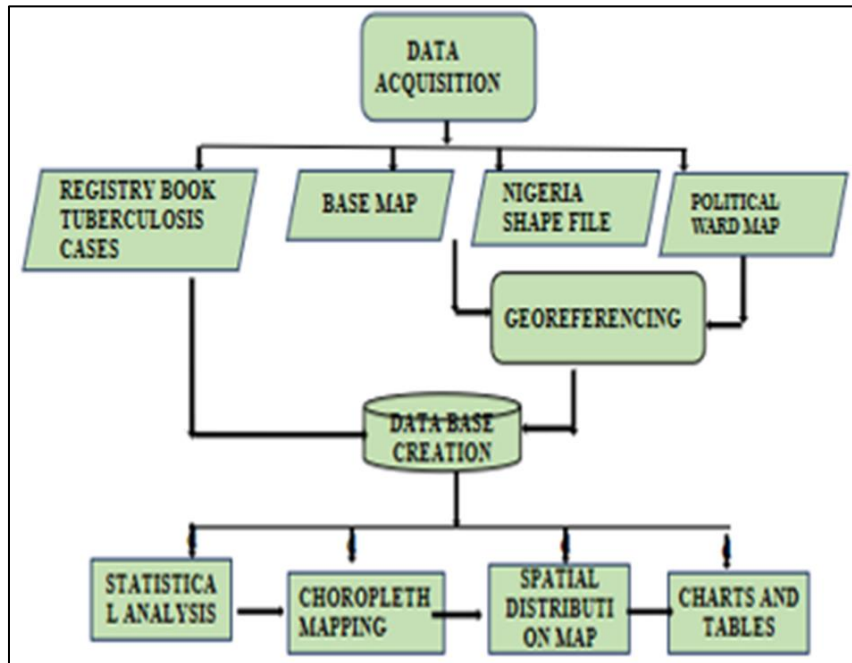 DATA
ACQUISITION
REGISTRY BOOK
TUBERCULOSIS
CASES
BASE MAP
NIGERIA
SHAPE FILE
POLITICAL
WARD MAP
GEOREFERENCING
DATA BASE
CREATION
STATISTICA
L ANALYSIS
CHOROPLETH
MAPPING
SPATIAL
DISTRIBUTI
ON MAP
CHARTS AND
TABLES